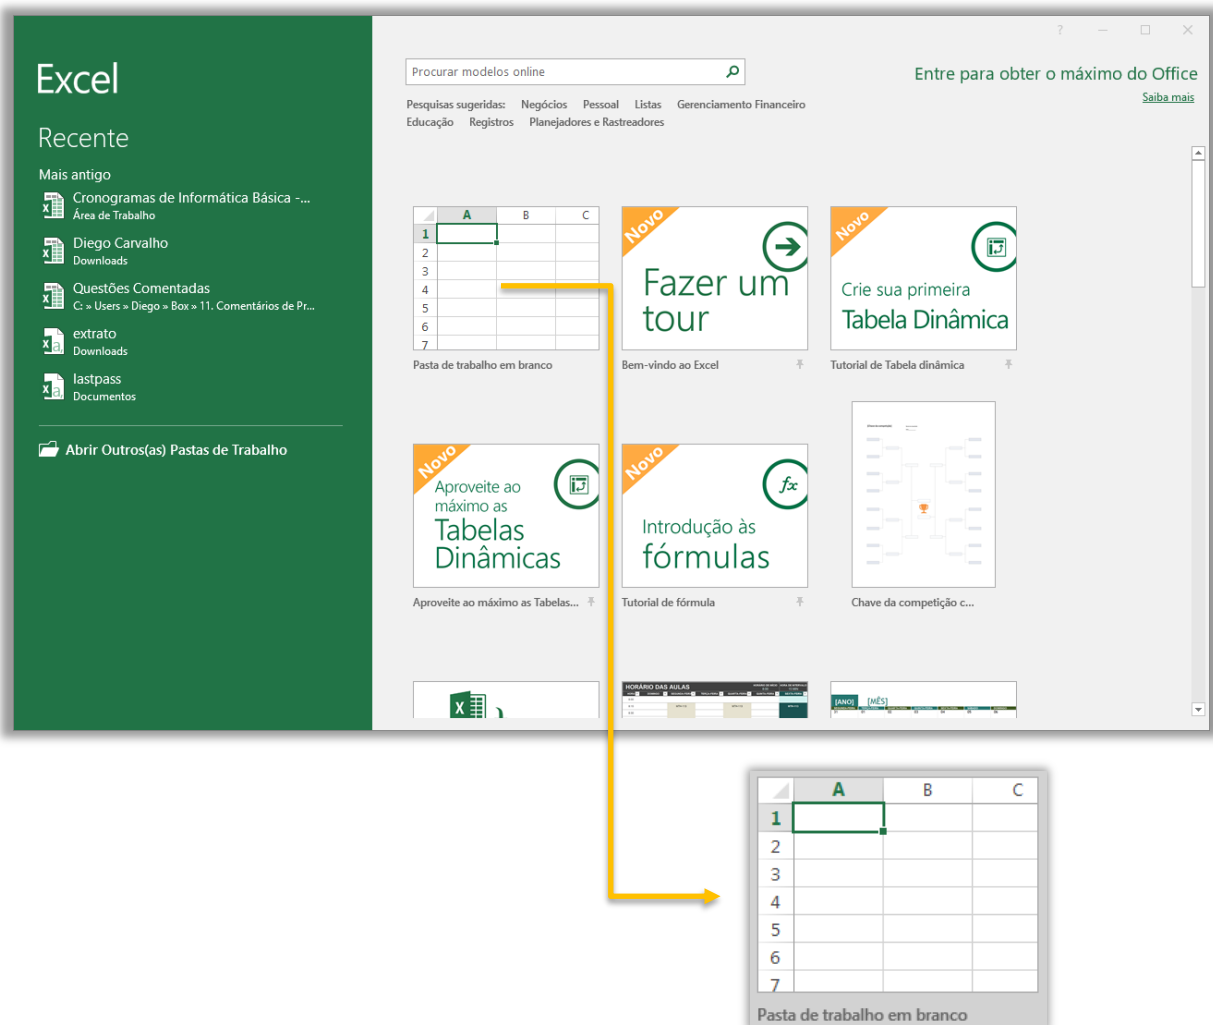 Excel
Recente
Mais antigo
Cronogramas de Informática Básica -...
Área de Trabalho
Diego Carvalho
Downloads
Questões Comentadas
C: » Users » Diego » Box » 11. Comentários de Pr...
extrato
Downloads
lastpass
Documentos
Abrir Outros(as) Pastas de Trabalho
?
Procurar modelos online
Entre para obter o máximo do Office
Saiba mais
Pesquisas sugeridas: Negócios Pessoal Listas Gerenciamento Financeiro
Educação Registros Planejadores e Rastreadores
A B C
1
2
3
4
5
6
7
Pasta de trabalho em branco
Novo
Fazer um
tour
Bem-vindo ao Excel
Novo
Crie sua primeira
Tabela Dinâmica
Tutorial de Tabela dinâmica
Novo
Aproveite ao
máximo as
Tabelas
Dinâmicas
Aproveite ao máximo as Tabelas...
Novo
fx
Introdução às
fórmulas
Tutorial de fórmula
Chave da competição c...
HORÁRIO DAS AULAS
[ANO] [MÊS]
A B C
1
2
3
4
5
6
7
Pasta de trabalho em branco